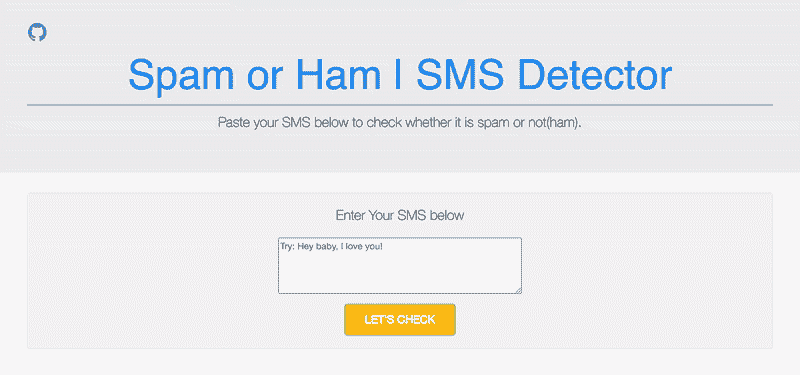 Spam or Ham | SMS Detector
Paste your SMS below to check whether it is spam or not(ham).
Enter Your SMS below
Try: Hey baby, I love you!
LET'S CHECK